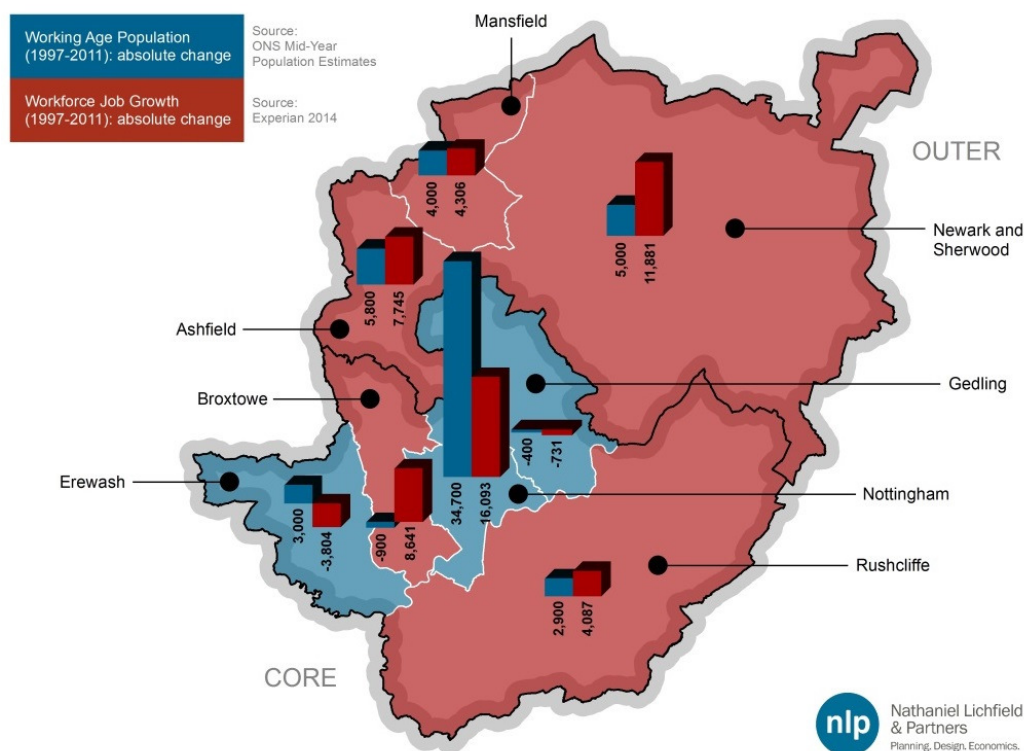 Working Age Population
(1997-2011): absolute change
Source:
ONS Mid-Year
Population Estimates
Workforce Job Growth
(1997-2011): absolute change
Source:
Experian 2014
Mansfield
OUTER
4,000
4,306
5,000
11,881
Newark and
Sherwood
5,800
7,745
Ashfield
Gedling
Broxtowe
-400
-731
Erewash
34,700
16,093
Nottingham
3,000
-3,804
-900
8,641
Rushcliffe
2,900
4,087
CORE
nlp
Nathaniel Lichfield
& Partners
Planning. Design. Economics.